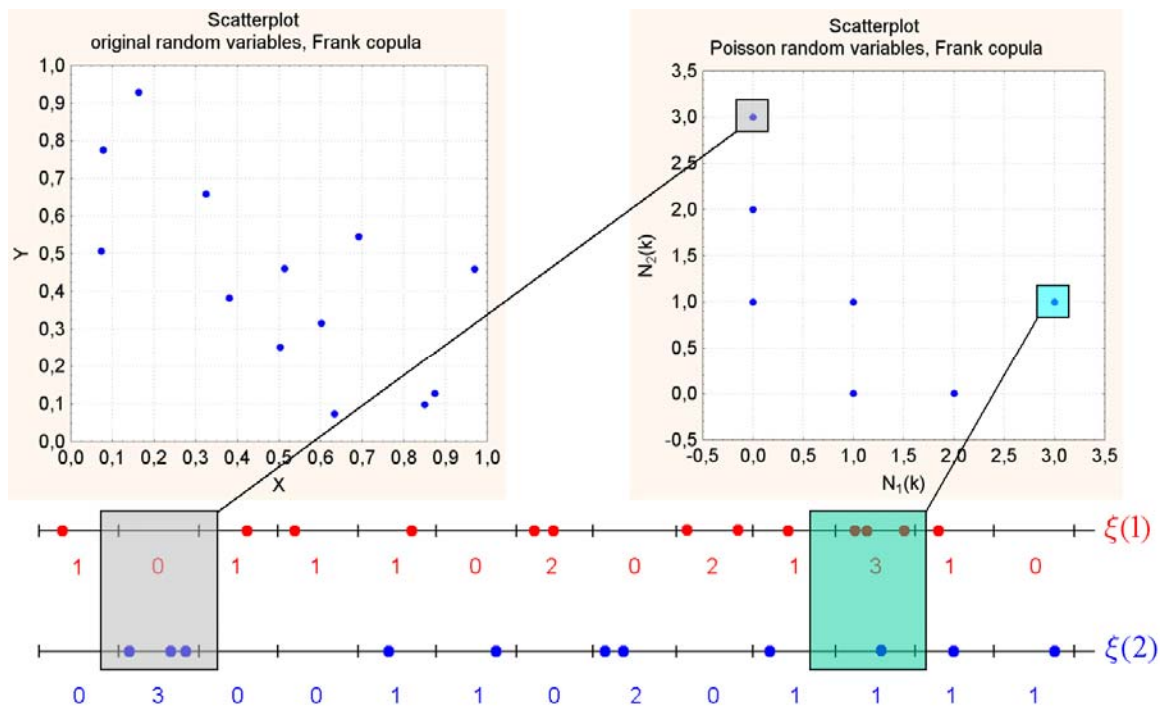 Scatterplot
original random variables, Frank copula
1,0
0,9
0,8
0,7
0,6
0,5
0,4
0,3
0,2
0,1
0,0
Y
0,0 0,1 0,2 0,3 0,4 0,5 0,6 0,7 0,8 0,9 1,0
X
Scatterplot
Poisson random variables, Frank copula
3,5
3,0
2,5
2,0
1,5
1,0
0,5
0,0
-0,5
N₂(k)
-0,5 0,0 0,5 1,0 1,5 2,0 2,5 3,0 3,5
N₁(k)
ξ(1)
1 0 1 1 1 0 2 0 2 1 3 1 0
ξ(2)
0 3 0 0 1 1 0 2 0 1 1 1 1